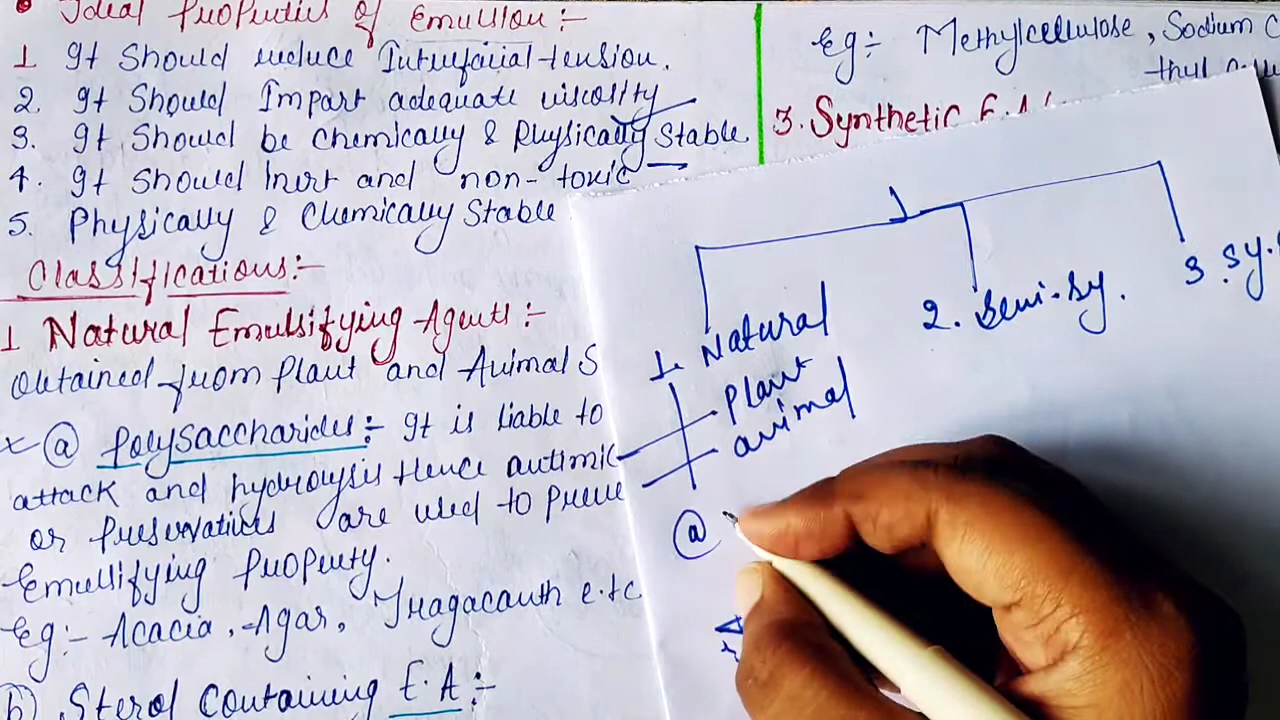 Ideal Properties of Emulsion:-
1 It Should reduce Interfacial tension.
2. It Should Impart adequate viscosity
3. It Should be Chemically & Physically Stable
4. It Should Inert and non-toxic
5. Physically & Chemically Stable
Classifications:-
1 Natural Emulsifying Agents:-
Obtained from Plant and Animal S
a Polysaccharides:- It is liable to
attack and hydrolysis Hence antimic
or Preservatives are used to Preve
Emulsifying Property.
Eg:- Acacia, Agar, Tragacanth e.t.c
b) Sterol Containing E.A:-
Eg:- Methylcellulose, Sodium C
3. Synthetic E.A
1. Natural
Plant
animal
a
2. Semi-sy.
3. sy.